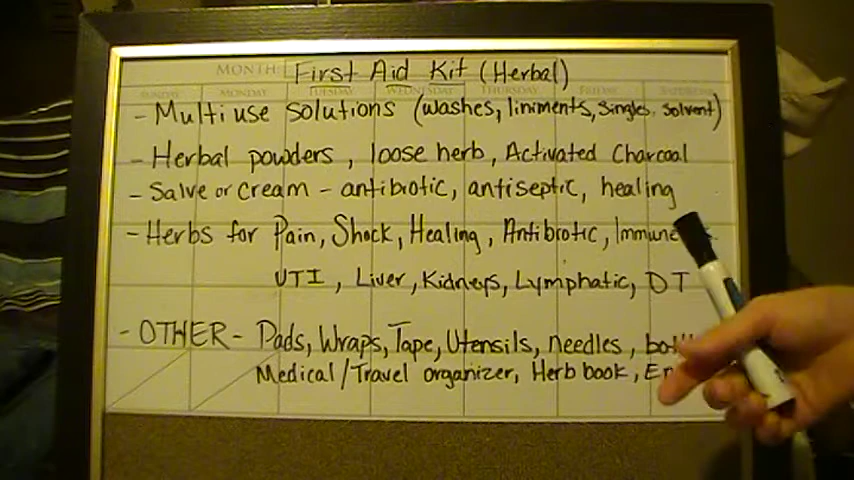 MONTH First Aid Kit (Herbal)
SUNDAY MONDAY TUESDAY WEDNESDAY THURSDAY FRIDAY SATURDAY
- Multi use solutions (washes, liniments, singles, solvent)
- Herbal powders, loose herb, Activated Charcoal
- Salve or Cream - antibiotic, antiseptic, healing
- Herbs for Pain, Shock, Healing, Antibiotic, Immune
UTI, Liver, Kidneys, Lymphatic, DT
- OTHER - Pads, Wraps, Tape, Utensils, needles,
Medical/Travel organizer, Herb book,